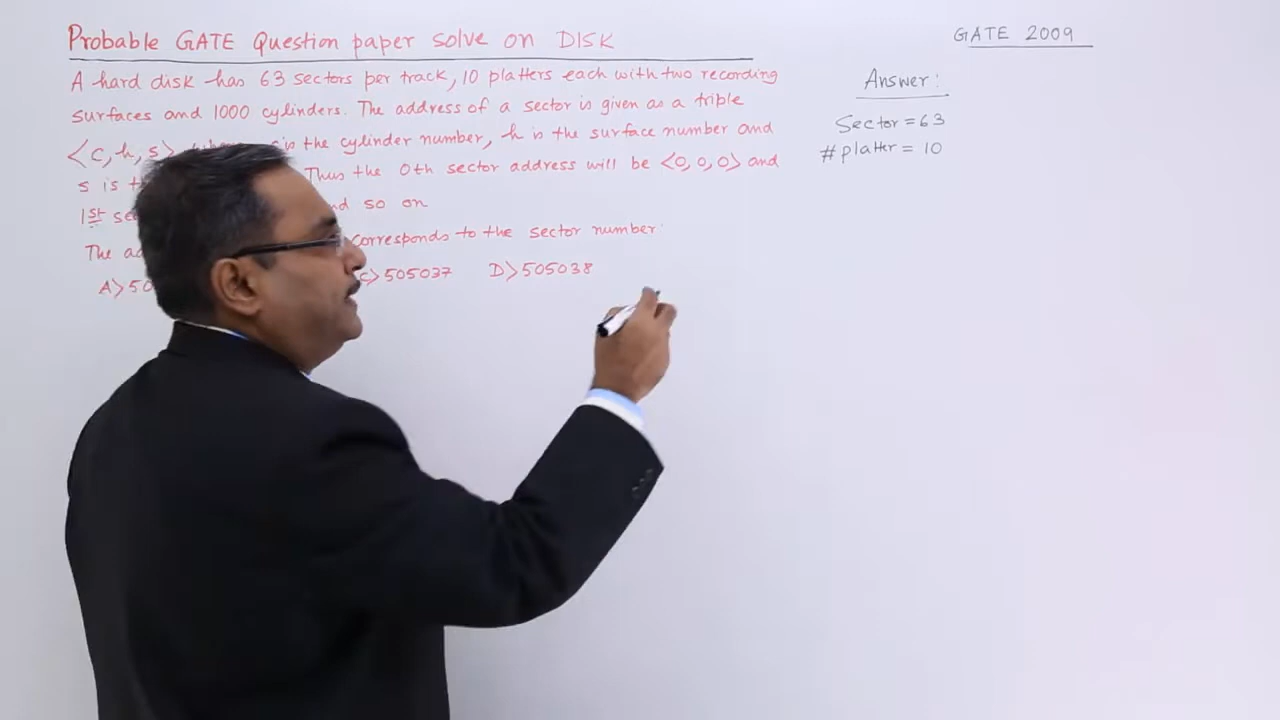 Probable GATE Question paper solve on DISK
GATE 2009
A hard disk has 63 sectors per track, 10 platters each with two recording
surfaces and 1000 cylinders. The address of a sector is given as a triple
<c, h, s> is the cylinder number, h is the surface number and
s is Thus the 0th sector address will be <0, 0, 0> and
1st and so on
The corresponds to the sector number:
A> C> 505037 D> 505038
Answer:
Sector = 63
# platter = 10